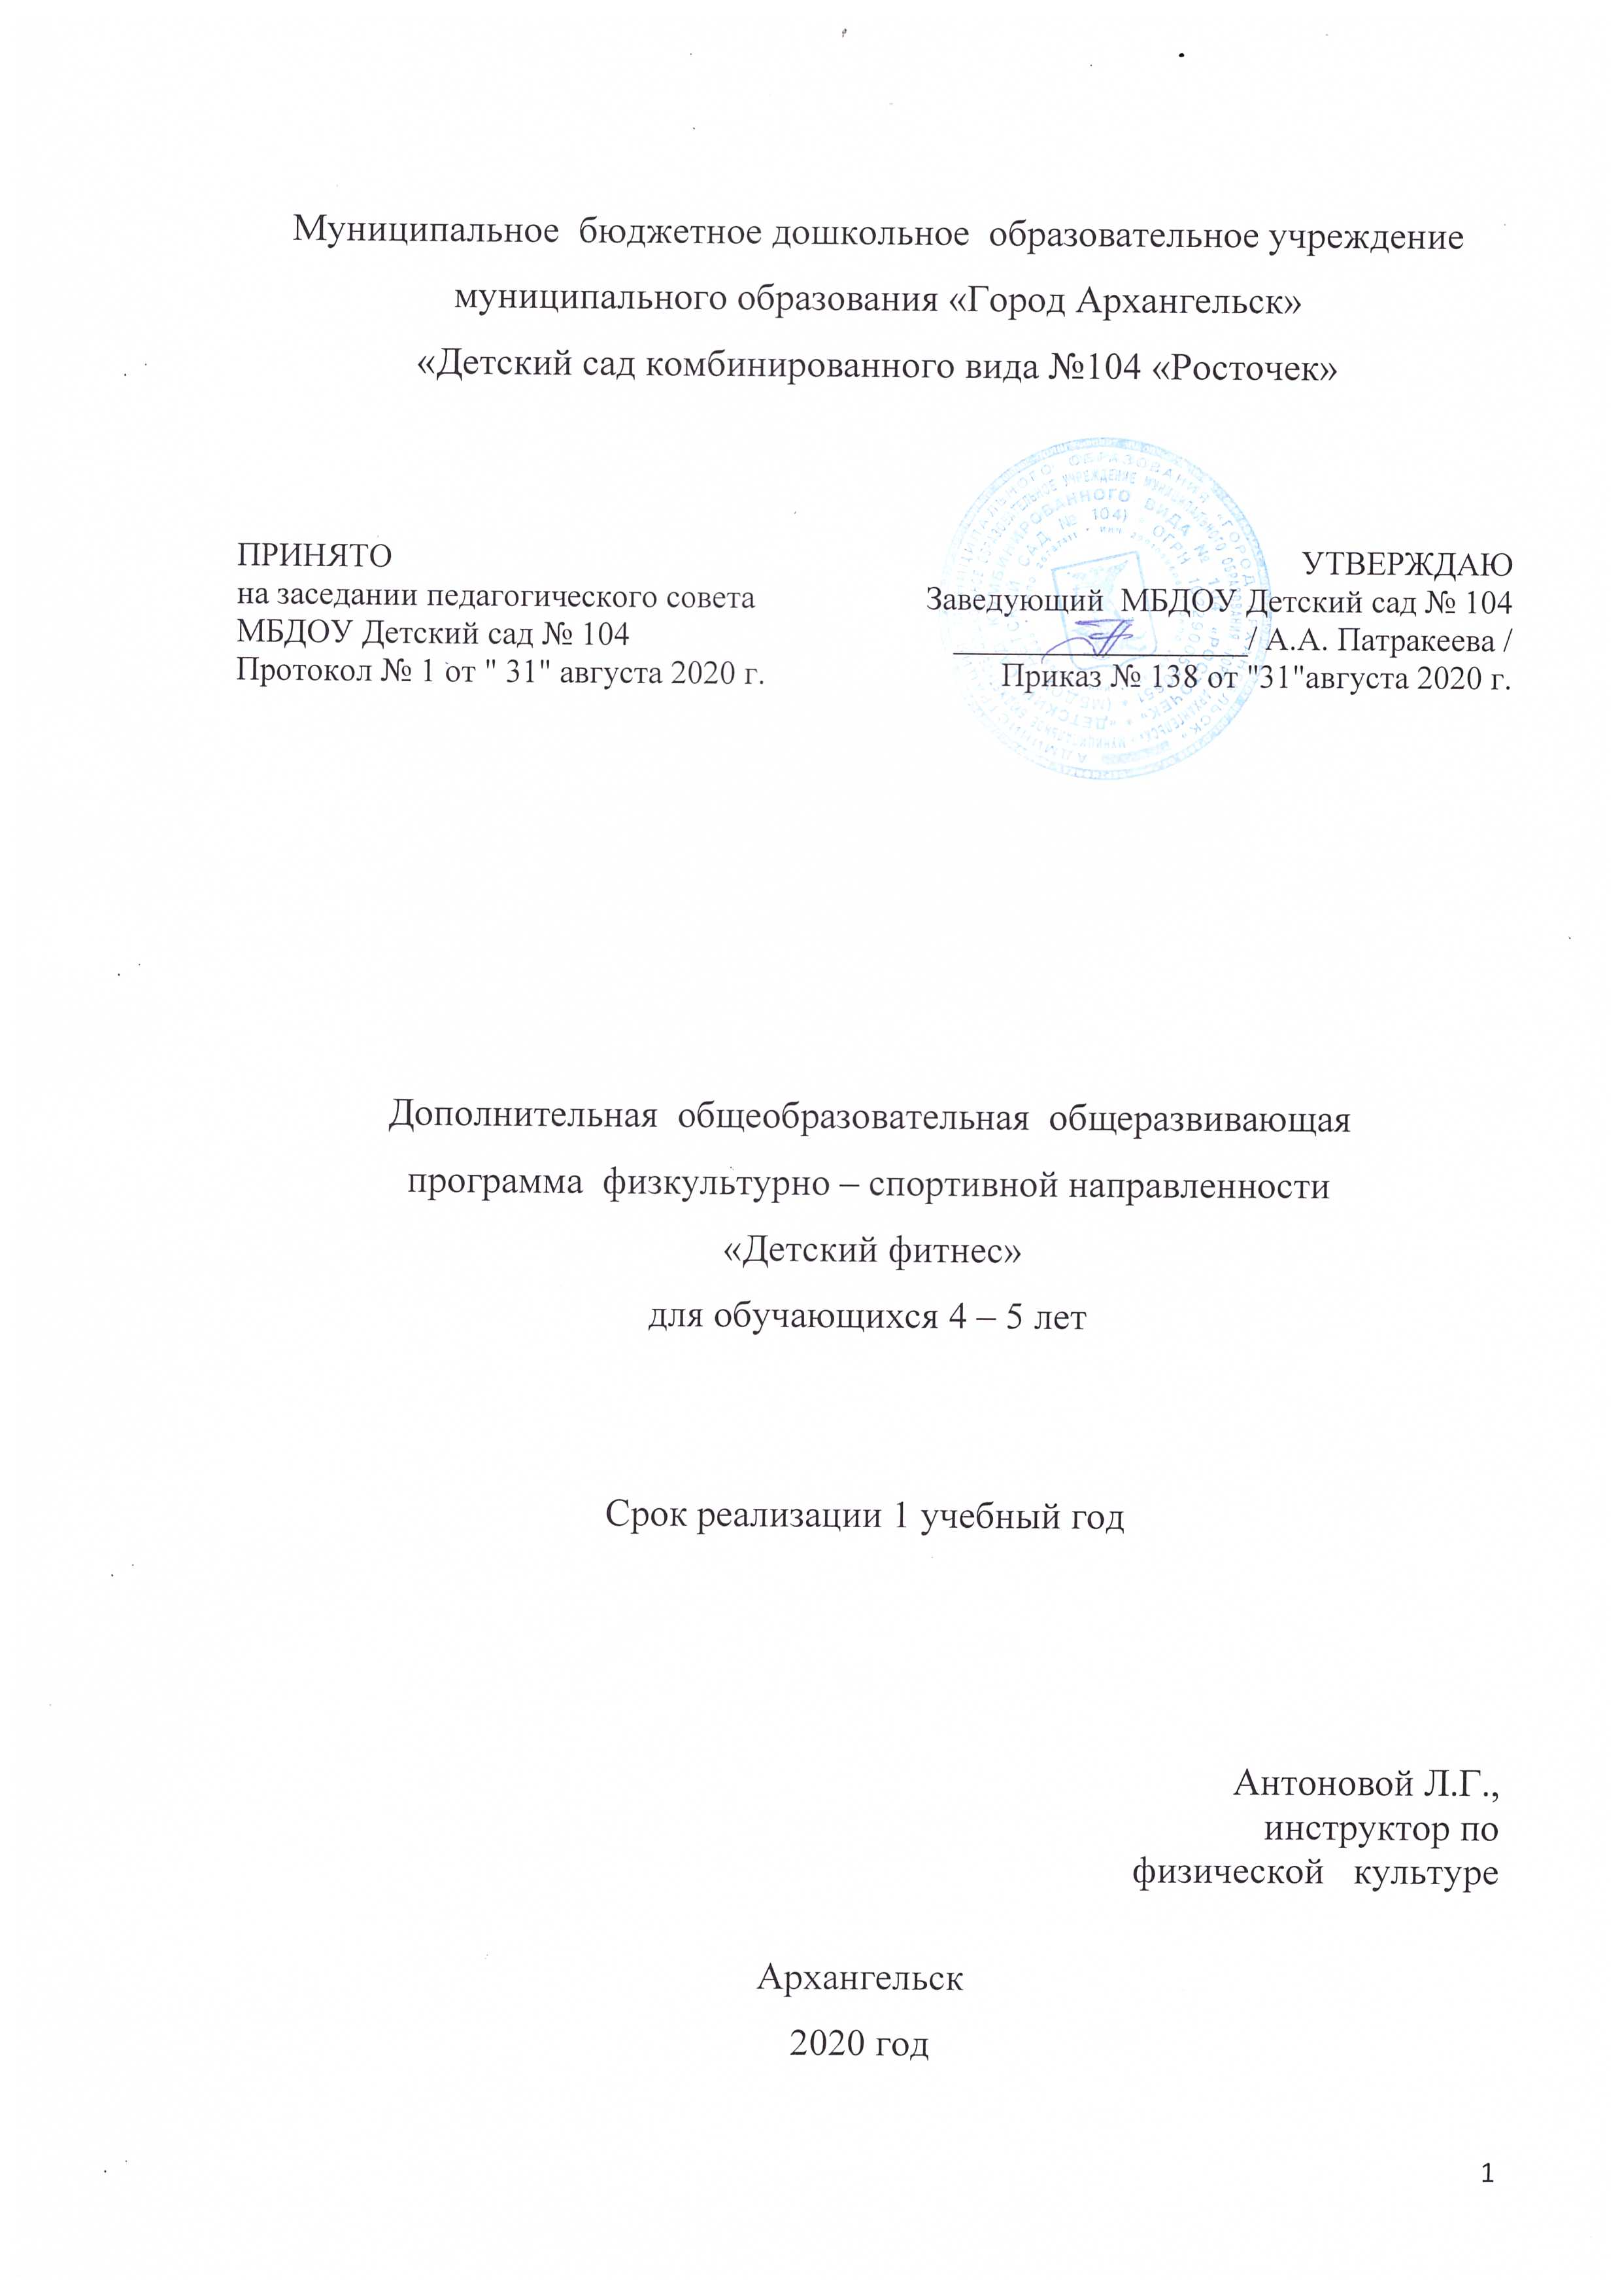 Муниципальное бюджетное дошкольное образовательное учреждение
муниципального образования «Город Архангельск»
«Детский сад комбинированного вида №104 «Росточек»
ПРИНЯТО
на заседании педагогического совета
МБДОУ Детский сад № 104
Протокол № 1 от " 31" августа 2020 г.
УТВЕРЖДАЮ
Заведующий МБДОУ Детский сад № 104
/ А.А. Патракеева /
Приказ № 138 от "31"августа 2020 г.
Дополнительная общеобразовательная общеразвивающая
программа физкультурно – спортивной направленности
«Детский фитнес»
для обучающихся 4 – 5 лет
Срок реализации 1 учебный год
Антоновой Л.Г.,
инструктор по
физической культуре
Архангельск
2020 год
1